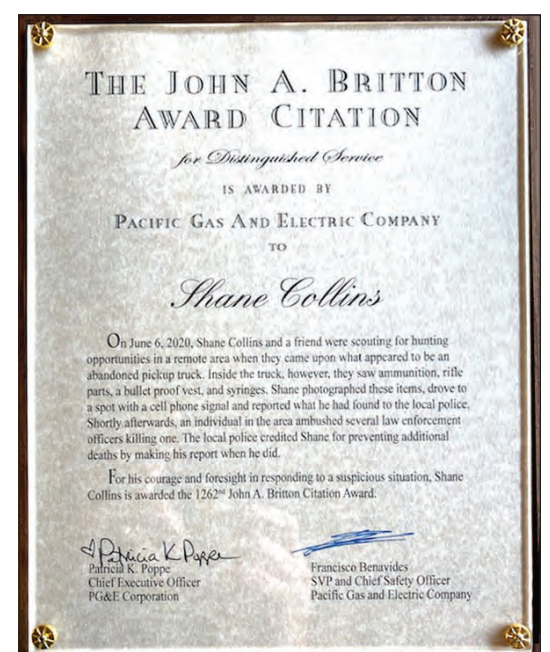 THE JOHN A. BRITTON
AWARD CITATION
for Distinguished Service
IS AWARDED BY
PACIFIC GAS AND ELECTRIC COMPANY
TO
Shane Collins
On June 6, 2020, Shane Collins and a friend were scouting for hunting
opportunities in a remote area when they came upon what appeared to be an
abandoned pickup truck. Inside the truck, however, they saw ammunition, rifle
parts, a bullet proof vest, and syringes. Shane photographed these items, drove to
a spot with a cell phone signal and reported what he had found to the local police.
Shortly afterwards, an individual in the area ambushed several law enforcement
officers killing one. The local police credited Shane for preventing additional
deaths by making his report when he did.
For his courage and foresight in responding to a suspicious situation, Shane
Collins is awarded the 1262nd John A. Britton Citation Award.
Patricia K Poppe
Patricia K. Poppe
Chief Executive Officer
PG&E Corporation
Francisco Benavides
SVP and Chief Safety Officer
Pacific Gas and Electric Company